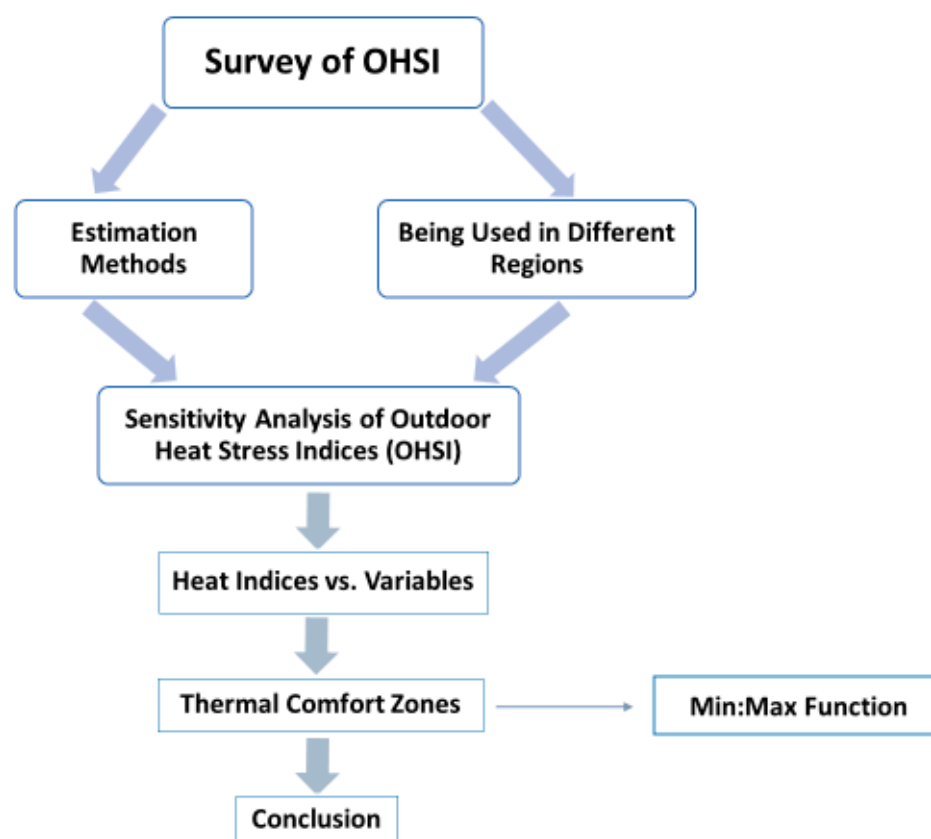 Survey of OHSI
Estimation
Methods
Being Used in Different
Regions
Sensitivity Analysis of Outdoor
Heat Stress Indices (OHSI)
Heat Indices vs. Variables
Thermal Comfort Zones
Min:Max Function
Conclusion